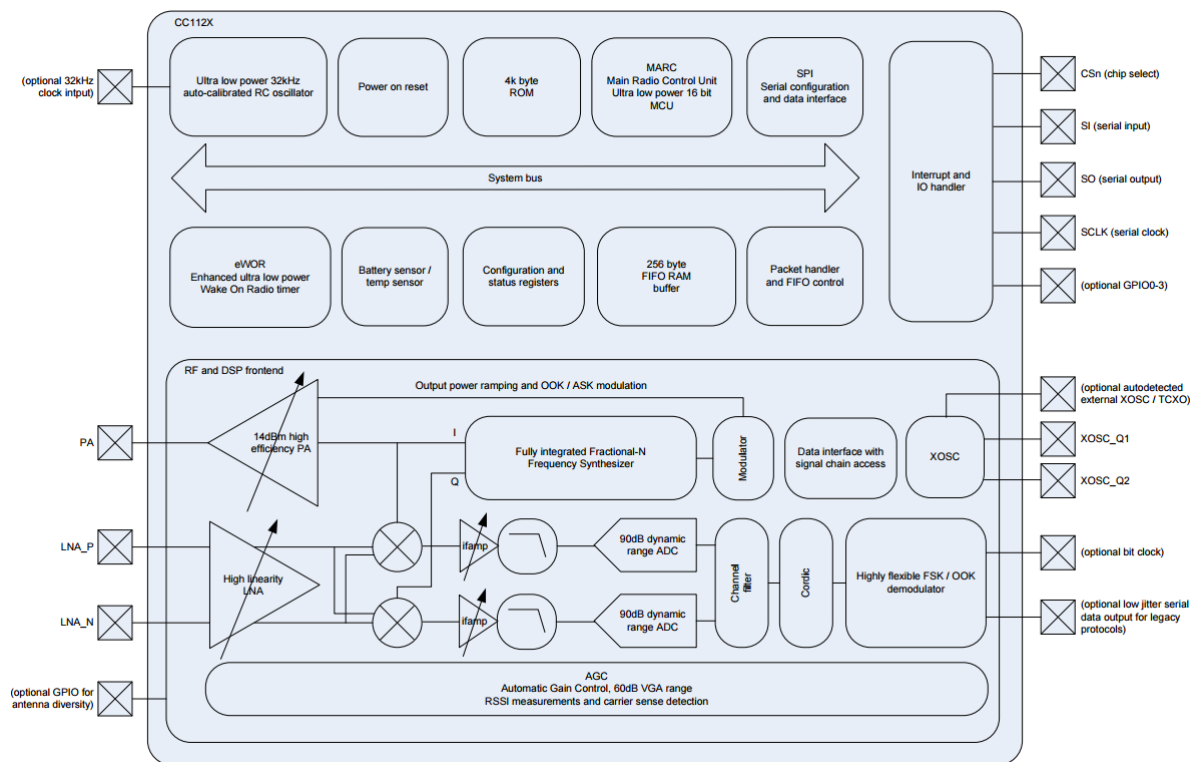 CC112X
(optional 32kHz
clock intput)
Ultra low power 32kHz
auto-calibrated RC oscillator
Power on reset
4k byte
ROM
MARC
Main Radio Control Unit
Ultra low power 16 bit
MCU
SPI
Serial configuration
and data interface
System bus
Interrupt and
IO handler
CSn (chip select)
SI (serial input)
SO (serial output)
SCLK (serial clock)
(optional GPIO0-3)
eWOR
Enhanced ultra low power
Wake On Radio timer
Battery sensor /
temp sensor
Configuration and
status registers
256 byte
FIFO RAM
buffer
Packet handler
and FIFO control
RF and DSP frontend
Output power ramping and OOK / ASK modulation
PA
14dBm high
efficiency PA
I
Q
Fully integrated Fractional-N
Frequency Synthesizer
Modulator
Data interface with
signal chain access
XOSC
(optional autodetected
external XOSC / TCXO)
XOSC_Q1
XOSC_Q2
LNA_P
LNA_N
High linearity
LNA
ifamp
90dB dynamic
range ADC
ifamp
90dB dynamic
range ADC
Channel
filter
Cordic
Highly flexible FSK / OOK
demodulator
(optional bit clock)
(optional low jitter serial
data output for legacy
protocols)
(optional GPIO for
antenna diversity)
AGC
Automatic Gain Control, 60dB VGA range
RSSI measurements and carrier sense detection